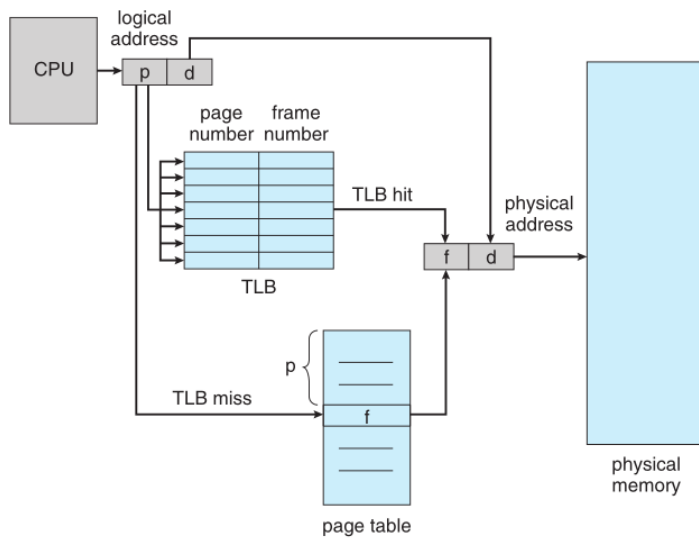 logical
address
CPU
p
d
page
number
frame
number
TLB hit
physical
address
f
d
TLB
p
TLB miss
f
physical
memory
page table